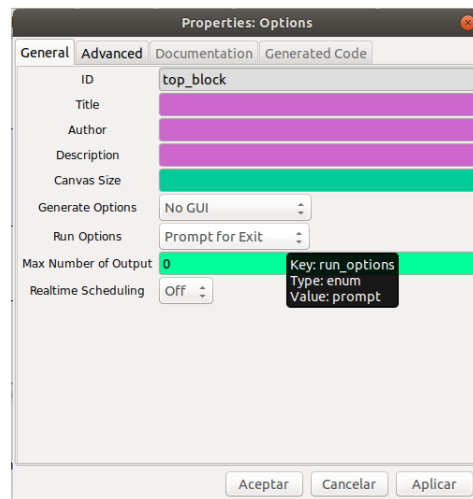 Properties: Options
General Advanced Documentation Generated Code
ID top_block
Title
Author
Description
Canvas Size
Generate Options No GUI
Run Options Prompt for Exit
Max Number of Output 0
Key: run_options
Type: enum
Value: prompt
Realtime Scheduling Off
Aceptar Cancelar Aplicar